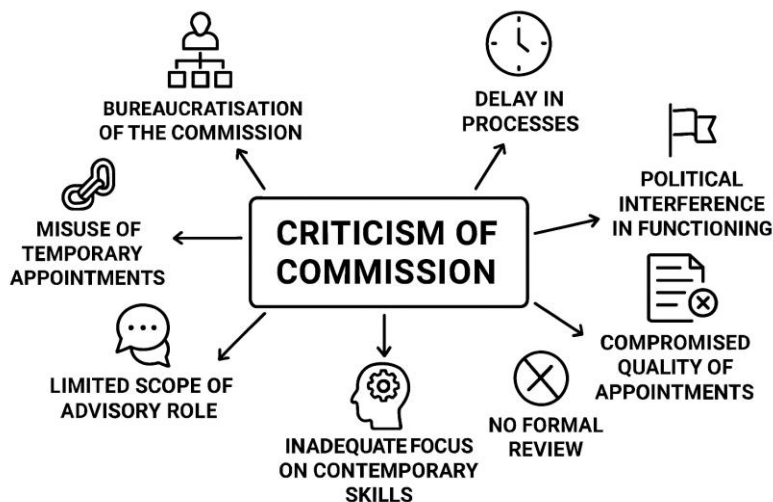 BUREAUCRATISATION
OF THE COMMISSION
DELAY IN
PROCESSES
POLITICAL
INTERFERENCE
IN FUNCTIONING
MISUSE OF
TEMPORARY
APPOINTMENTS
CRITICISM OF
COMMISSION
COMPROMISED
QUALITY OF
APPOINTMENTS
LIMITED SCOPE OF
ADVISORY ROLE
NO FORMAL
REVIEW
INADEQUATE FOCUS
ON CONTEMPORARY
SKILLS